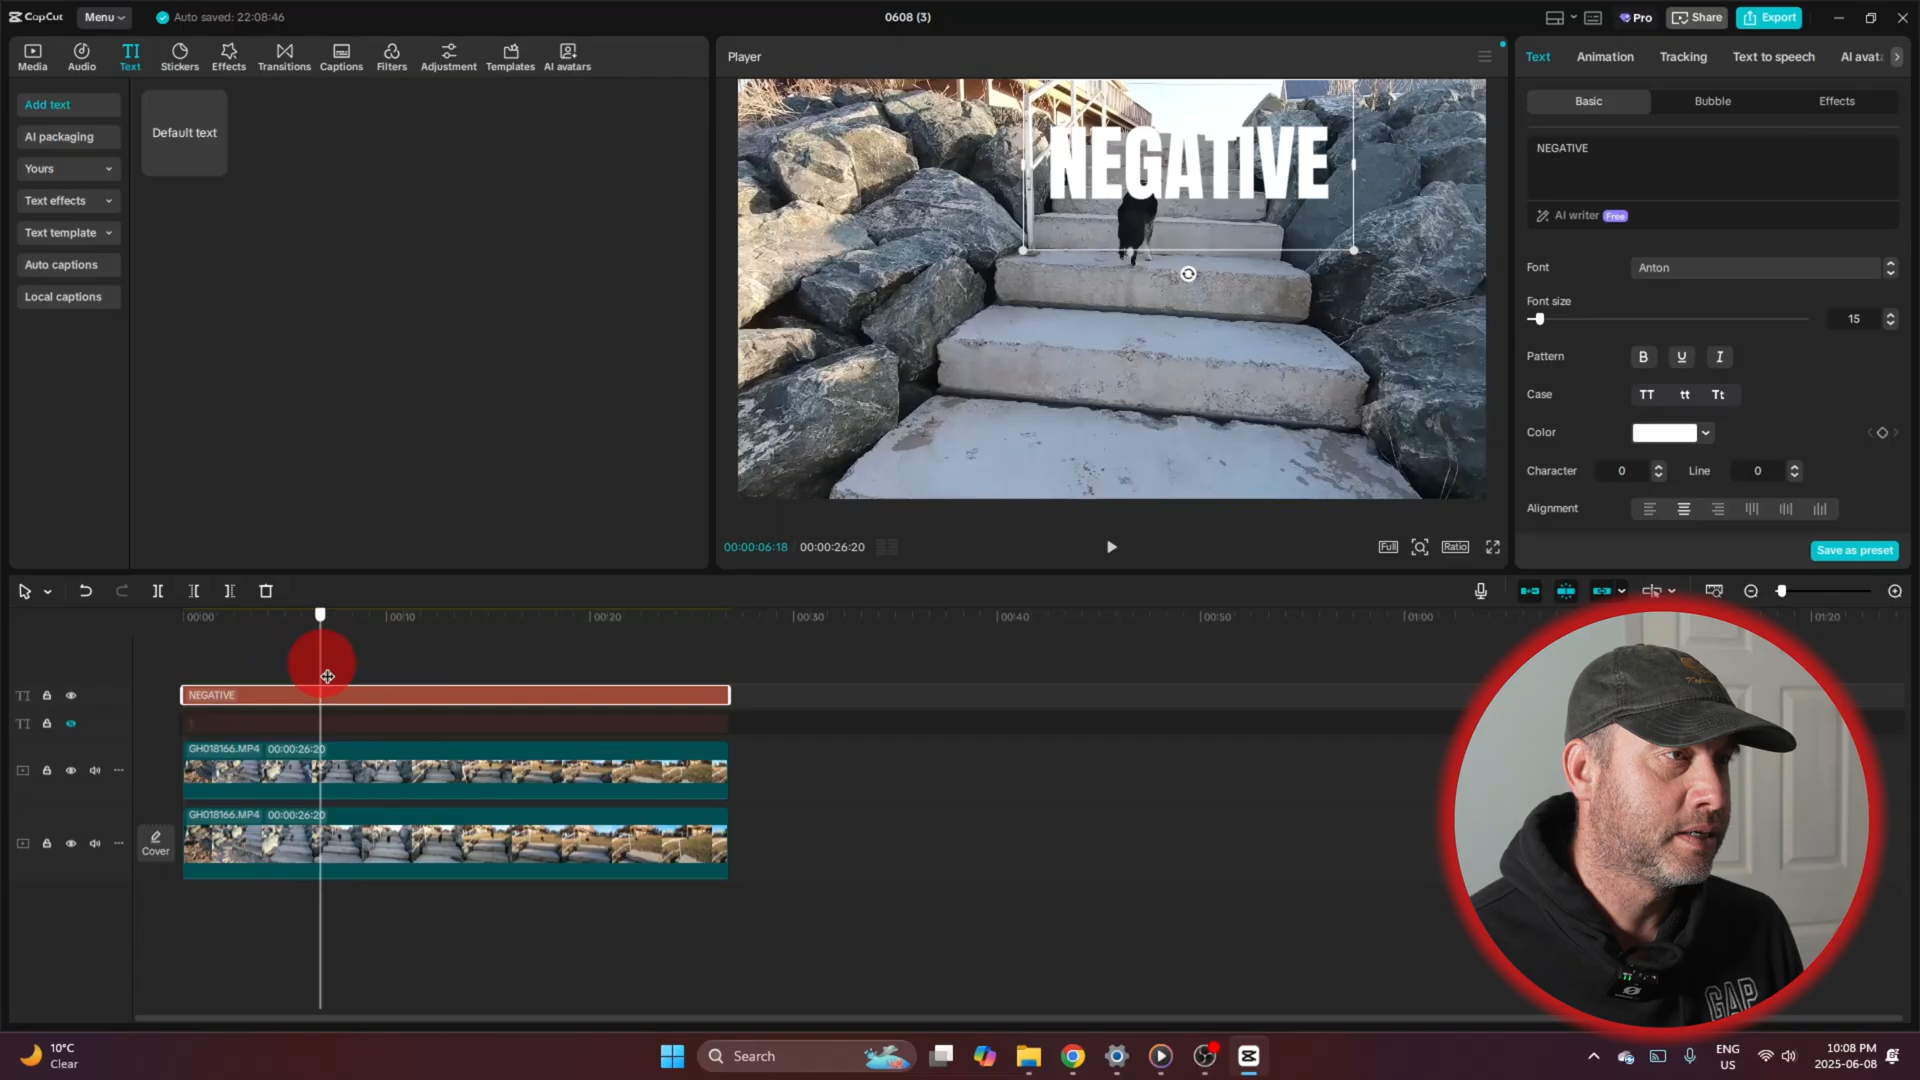 CapCut
Menu
Auto saved: 22:08:46
0608 (3)
Pro
Share
Export
Media
Audio
TI
Text
Stickers
Effects
Transitions
Captions
Filters
Adjustment
Templates
AI avatars
Add text
AI packaging
Yours
Text effects
Text template
Auto captions
Local captions
Default text
Player
NEGATIVE
00:00:06:18 / 00:00:26:20
Full
Ratio
Text
Animation
Tracking
Text to speech
AI avat
Basic
Bubble
Effects
NEGATIVE
AI writer Free
Font
Anton
Font size
15
Pattern
B U I
Case
TT tt Tt
Color
Character
0
Line
0
Alignment
Save as preset
00:00
00:10
00:20
00:30
00:40
00:50
01:00
01:20
TI
NEGATIVE
TI
GH018166.MP4 00:00:26:20
GH018166.MP4 00:00:26:20
Cover
GAP
10°C
Clear
Search
ENG
US
10:08 PM
2025-06-08